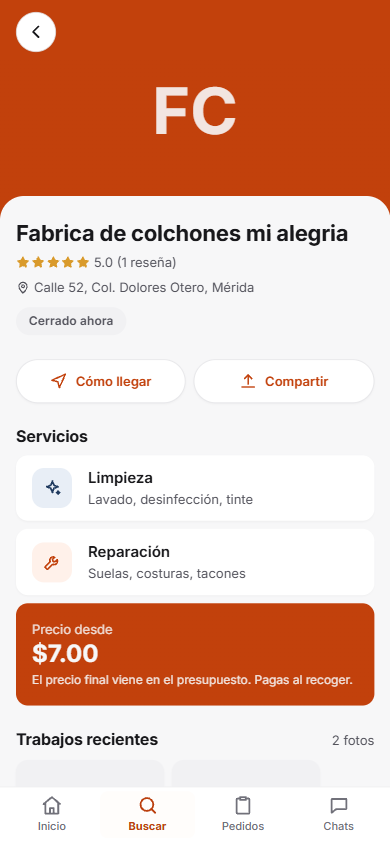 FC
Fabrica de colchones mi alegria
5.0 (1 reseña)
Calle 52, Col. Dolores Otero, Mérida
Cerrado ahora
Cómo llegar
Compartir
Servicios
Limpieza
Lavado, desinfección, tinte
Reparación
Suelas, costuras, tacones
Precio desde
$7.00
El precio final viene en el presupuesto. Pagas al recoger.
Trabajos recientes
2 fotos
Inicio
Buscar
Pedidos
Chats